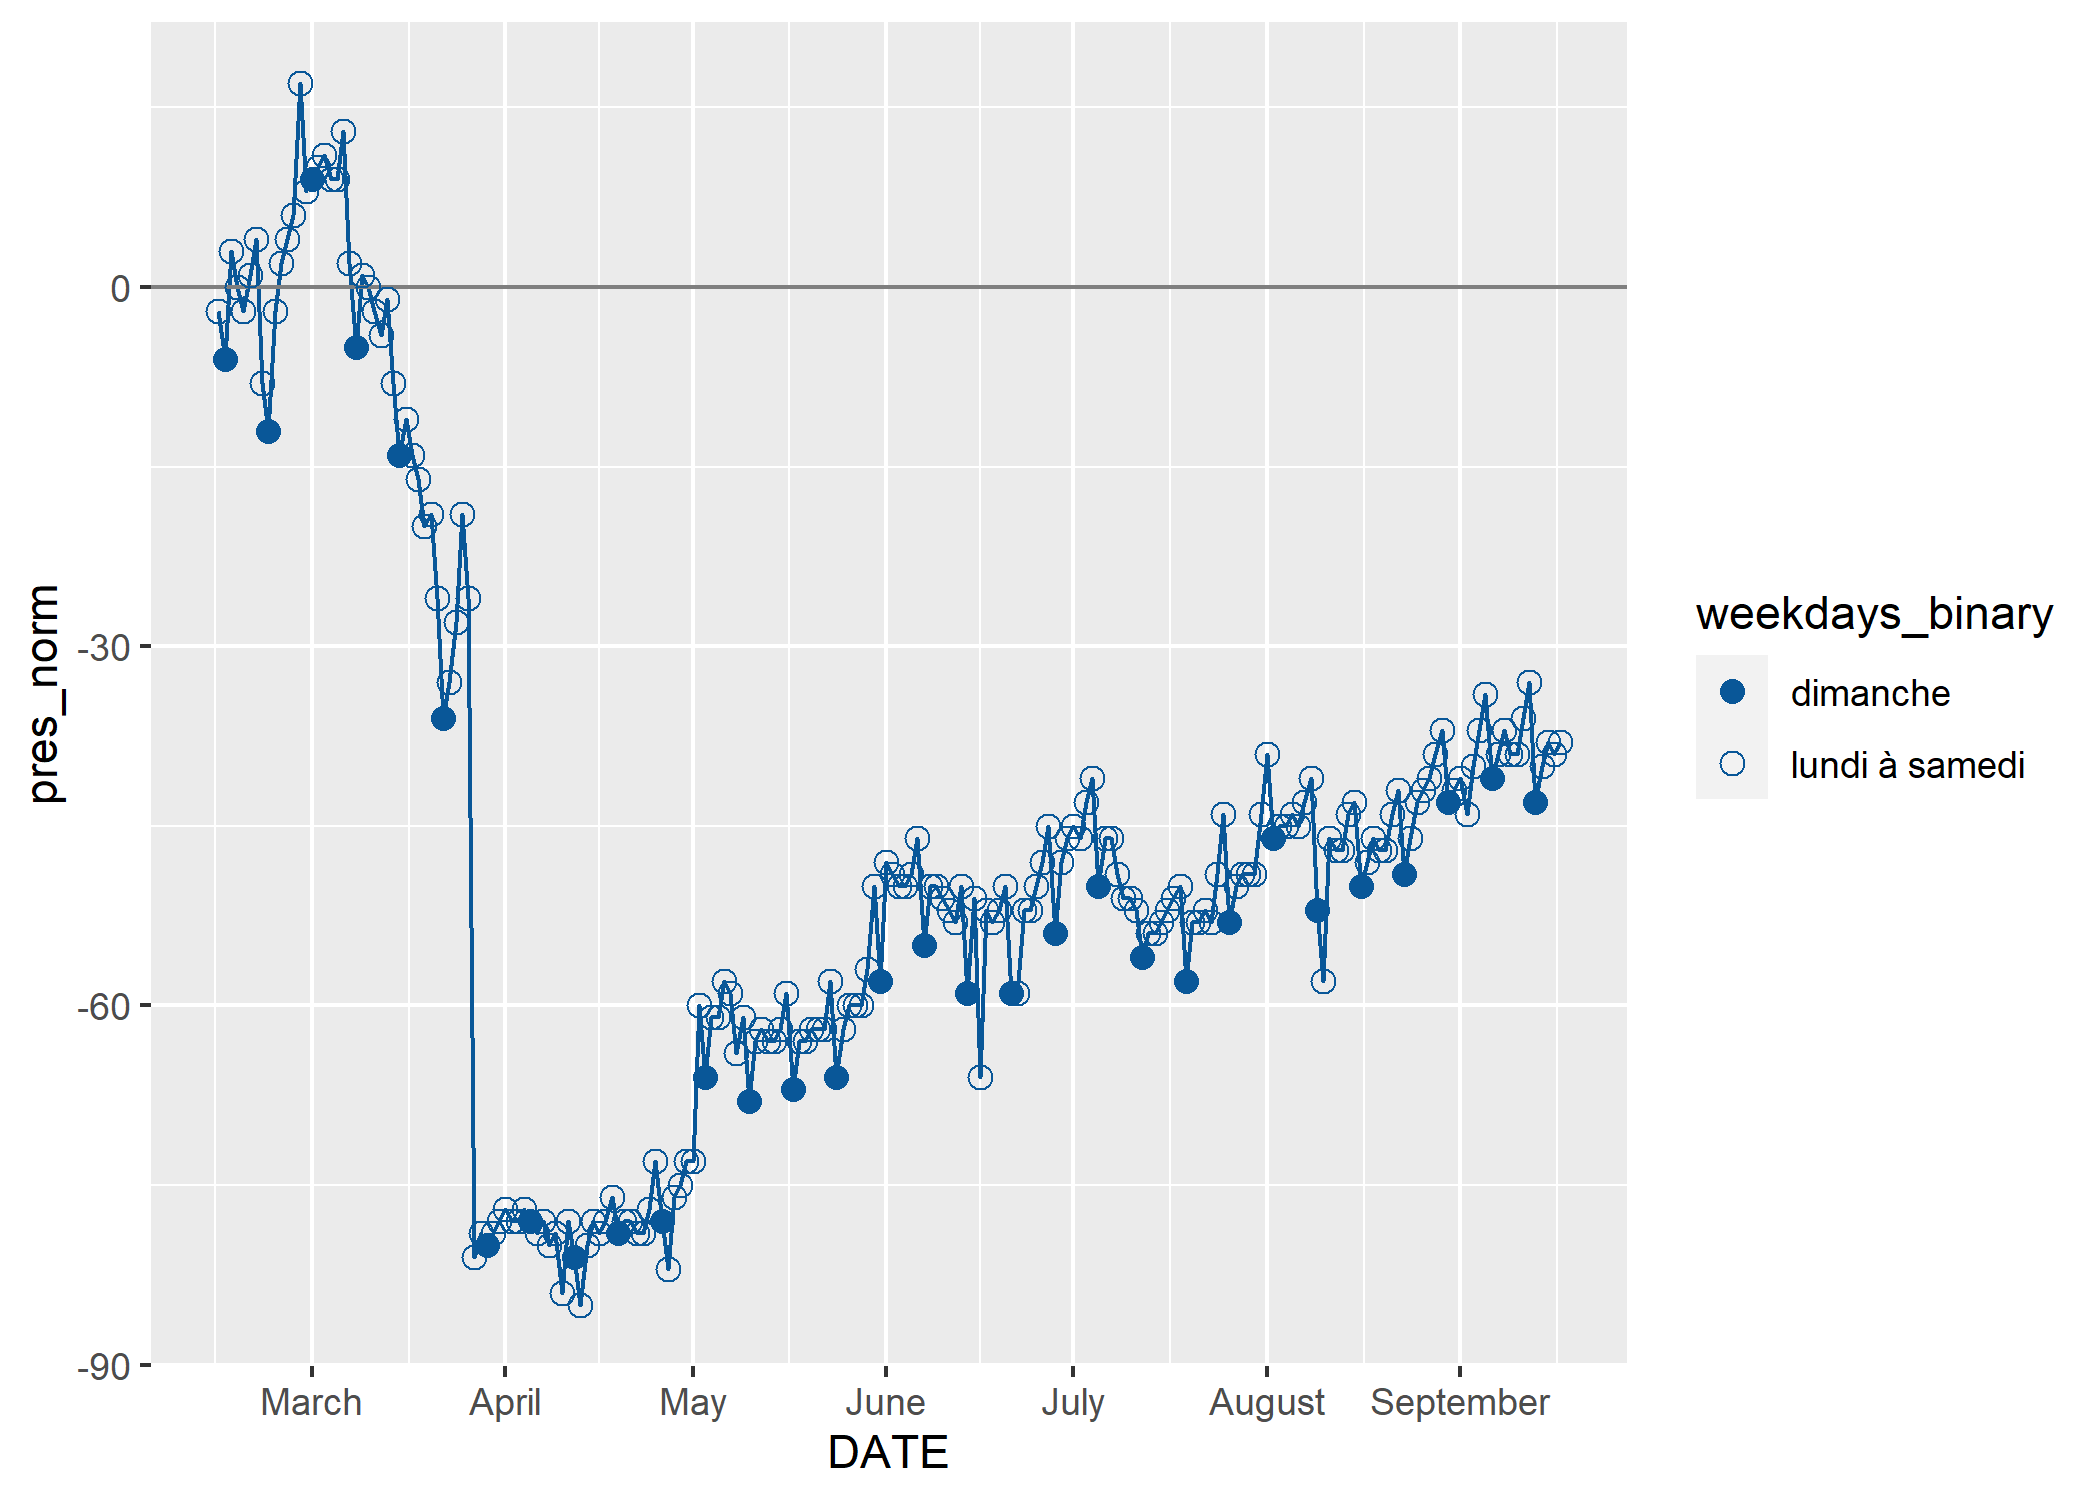 pres_norm
0
-30
-60
-90
March April May June July August September
DATE
weekdays_binary
dimanche
lundi à samedi